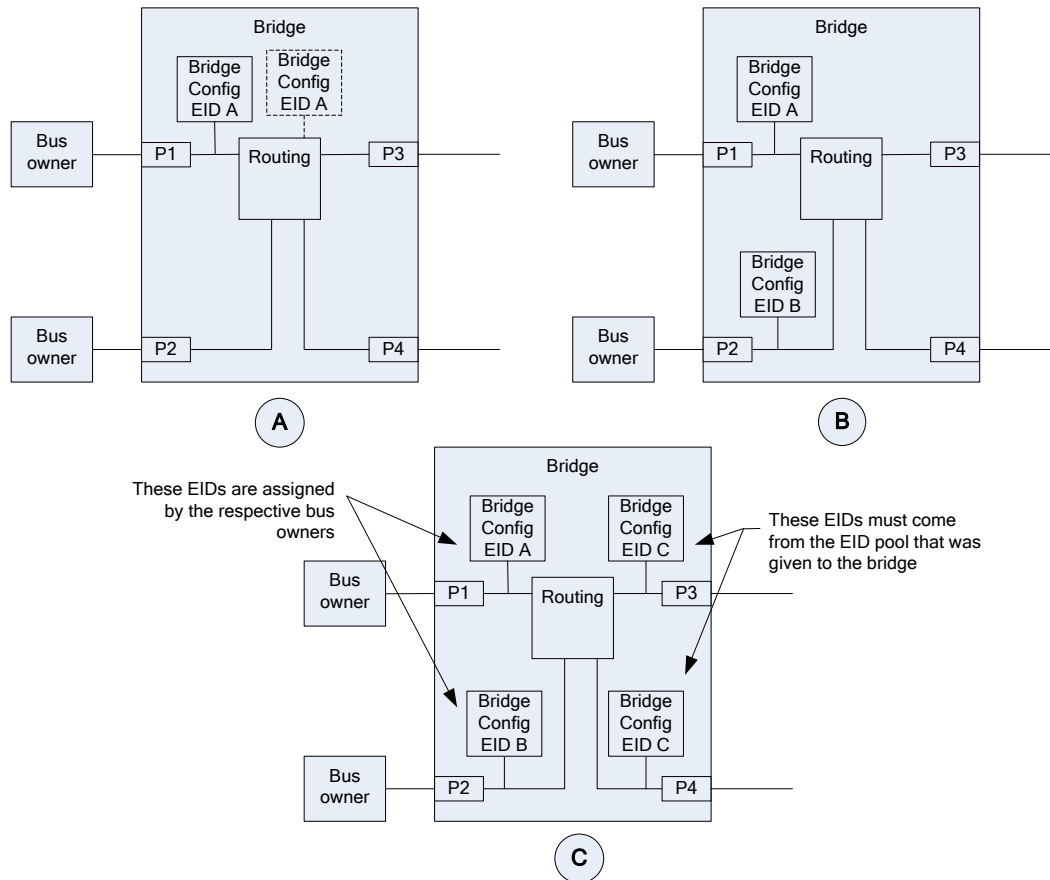 Bridge
Bridge
Config
EID A
Bridge
Config
EID A
Bus
owner
P1
Routing
P3
Bus
owner
P2
P4
A
Bridge
Bridge
Config
EID A
Bus
owner
P1
Routing
P3
Bridge
Config
EID B
Bus
owner
P2
P4
B
Bridge
These EIDs are assigned
by the respective bus
owners
Bridge
Config
EID A
Bridge
Config
EID C
These EIDs must come
from the EID pool that was
given to the bridge
Bus
owner
P1
Routing
P3
Bridge
Config
EID B
Bridge
Config
EID C
Bus
owner
P2
P4
C